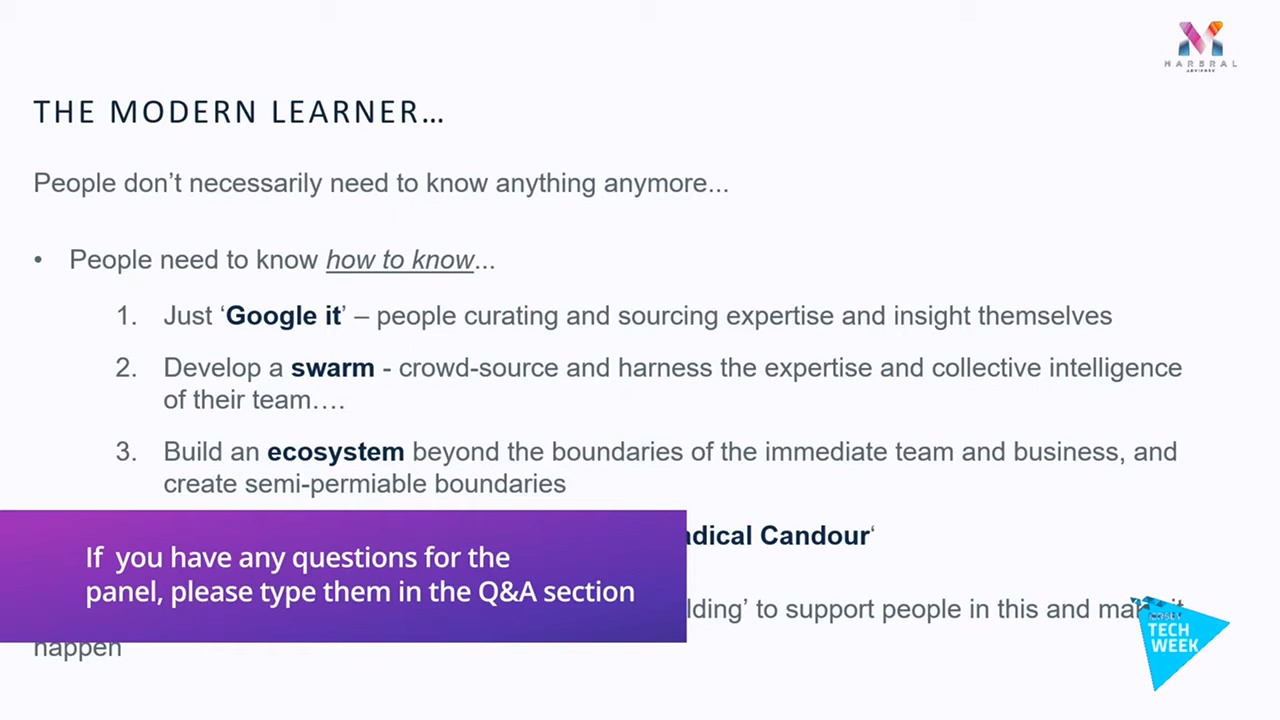 MARBRAL
ADVISORY
THE MODERN LEARNER…
People don’t necessarily need to know anything anymore...
• People need to know how to know...
1. Just ‘Google it’ – people curating and sourcing expertise and insight themselves
2. Develop a swarm - crowd-source and harness the expertise and collective intelligence
of their team….
3. Build an ecosystem beyond the boundaries of the immediate team and business, and
create semi-permiable boundaries
Candour‘
If you have any questions for the
panel, please type them in the Q&A section
to support people in this and
happen
TECH
WEEK